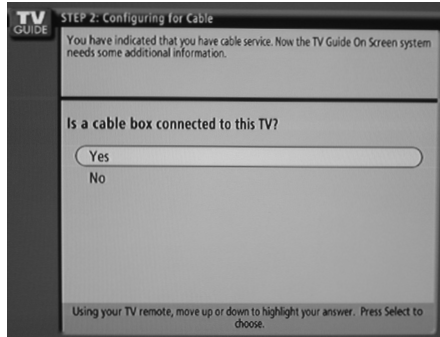 TV
GUIDE
STEP 2: Configuring for Cable
You have indicated that you have cable service. Now the TV Guide On Screen system
needs some additional information.
Is a cable box connected to this TV?
Yes
No
Using your TV remote, move up or down to highlight your answer. Press Select to
choose.